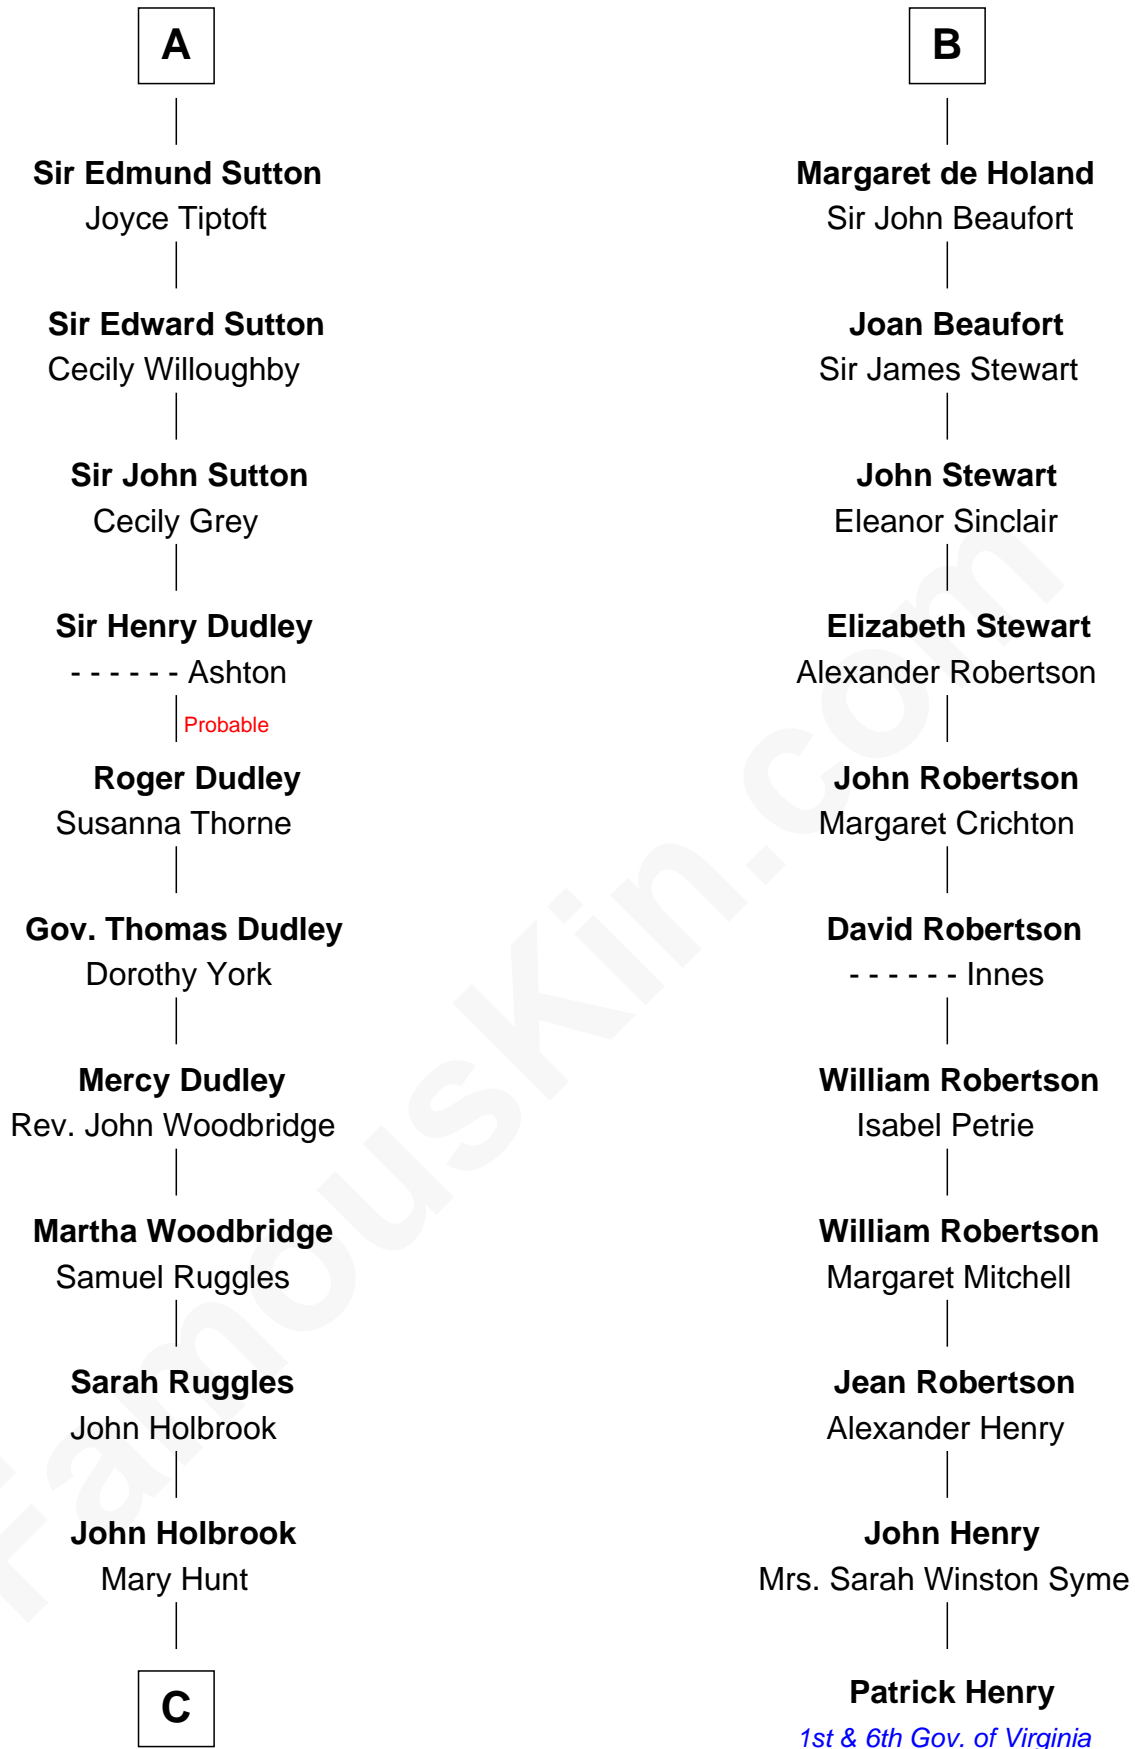 A
Sir Edmund Sutton
Joyce Tiptoft
Sir Edward Sutton
Cecily Willoughby
Sir John Sutton
Cecily Grey
Sir Henry Dudley
- - - - - - Ashton
Probable
Roger Dudley
Susanna Thorne
Gov. Thomas Dudley
Dorothy York
Mercy Dudley
Rev. John Woodbridge
Martha Woodbridge
Samuel Ruggles
Sarah Ruggles
John Holbrook
John Holbrook
Mary Hunt
C
B
Margaret de Holand
Sir John Beaufort
Joan Beaufort
Sir James Stewart
John Stewart
Eleanor Sinclair
Elizabeth Stewart
Alexander Robertson
John Robertson
Margaret Crichton
David Robertson
- - - - - - Innes
William Robertson
Isabel Petrie
William Robertson
Margaret Mitchell
Jean Robertson
Alexander Henry
John Henry
Mrs. Sarah Winston Syme
Patrick Henry
1st & 6th Gov. of Virginia
FamousKin.com